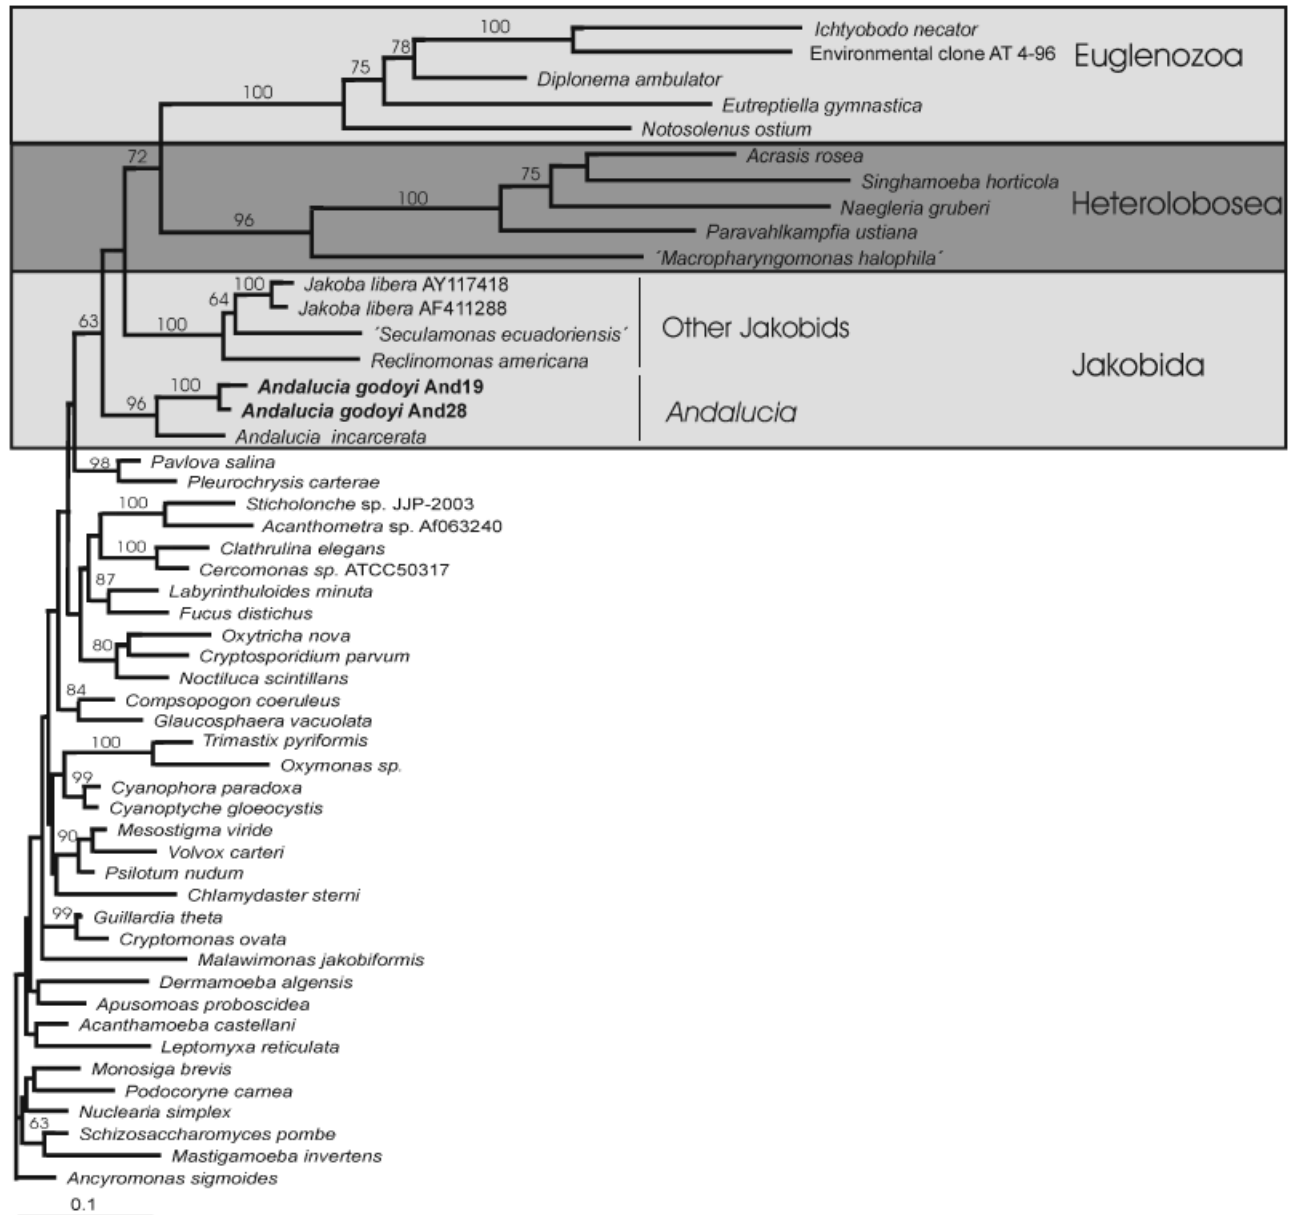 100
Ichtyobodo necator
Environmental clone AT 4-96
Euglenozoa
78
75
Diplonema ambulator
100
Eutreptiella gymnastica
Notosolenus ostium
72
Acrasis rosea
75
Singhamoeba horticola
Heterolobosea
100
Naegleria gruberi
96
Paravahlkampfia ustiana
´Macropharyngomonas halophila´
100
Jakoba libera AY117418
64
Jakoba libera AF411288
63
100
´Seculamonas ecuadoriensis´
Other Jakobids
Reclinomonas americana
Jakobida
100
Andalucia godoyi And19
96
Andalucia godoyi And28
Andalucia
Andalucia incarcerata
98
Pavlova salina
Pleurochrysis carterae
100
Sticholonche sp. JJP-2003
Acanthometra sp. Af063240
100
Clathrulina elegans
Cercomonas sp. ATCC50317
87
Labyrinthuloides minuta
Fucus distichus
80
Oxytricha nova
Cryptosporidium parvum
Noctiluca scintillans
84
Compsopogon coeruleus
Glaucosphaera vacuolata
100
Trimastix pyriformis
Oxymonas sp.
99
Cyanophora paradoxa
Cyanoptyche gloeocystis
90
Mesostigma viride
Volvox carteri
Psilotum nudum
Chlamydaster sterni
99
Guillardia theta
Cryptomonas ovata
Malawimonas jakobiformis
Dermamoeba algensis
Apusomoas proboscidea
Acanthamoeba castellani
Leptomyxa reticulata
Monosiga brevis
Podocoryne carnea
Nuclearia simplex
63
Schizosaccharomyces pombe
Mastigamoeba invertens
Ancyromonas sigmoides
0.1